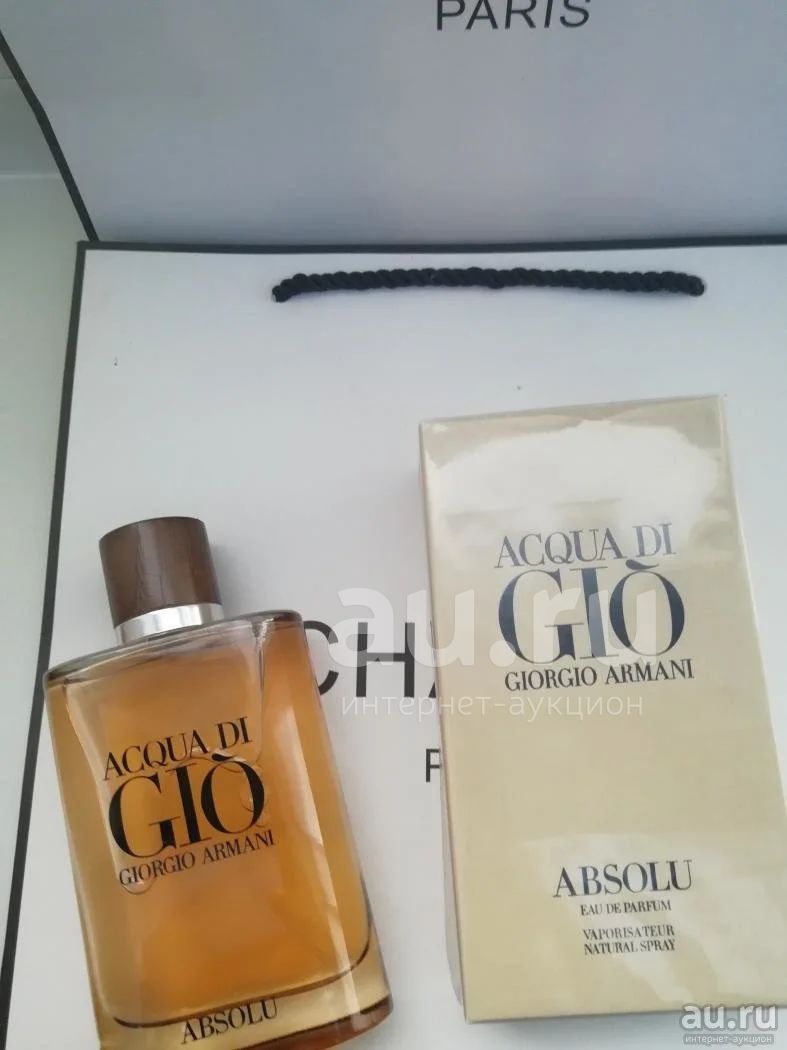 PARIS
CHA
P
ACQUA DI
GIÒ
GIORGIO ARMANI
ABSOLU
ACQUA DI
GIÒ
GIORGIO ARMANI
ABSOLU
EAU DE PARFUM
VAPORISATEUR
NATURAL SPRAY
au.ru
интернет-аукцион
au.ru
интернет-аукцион